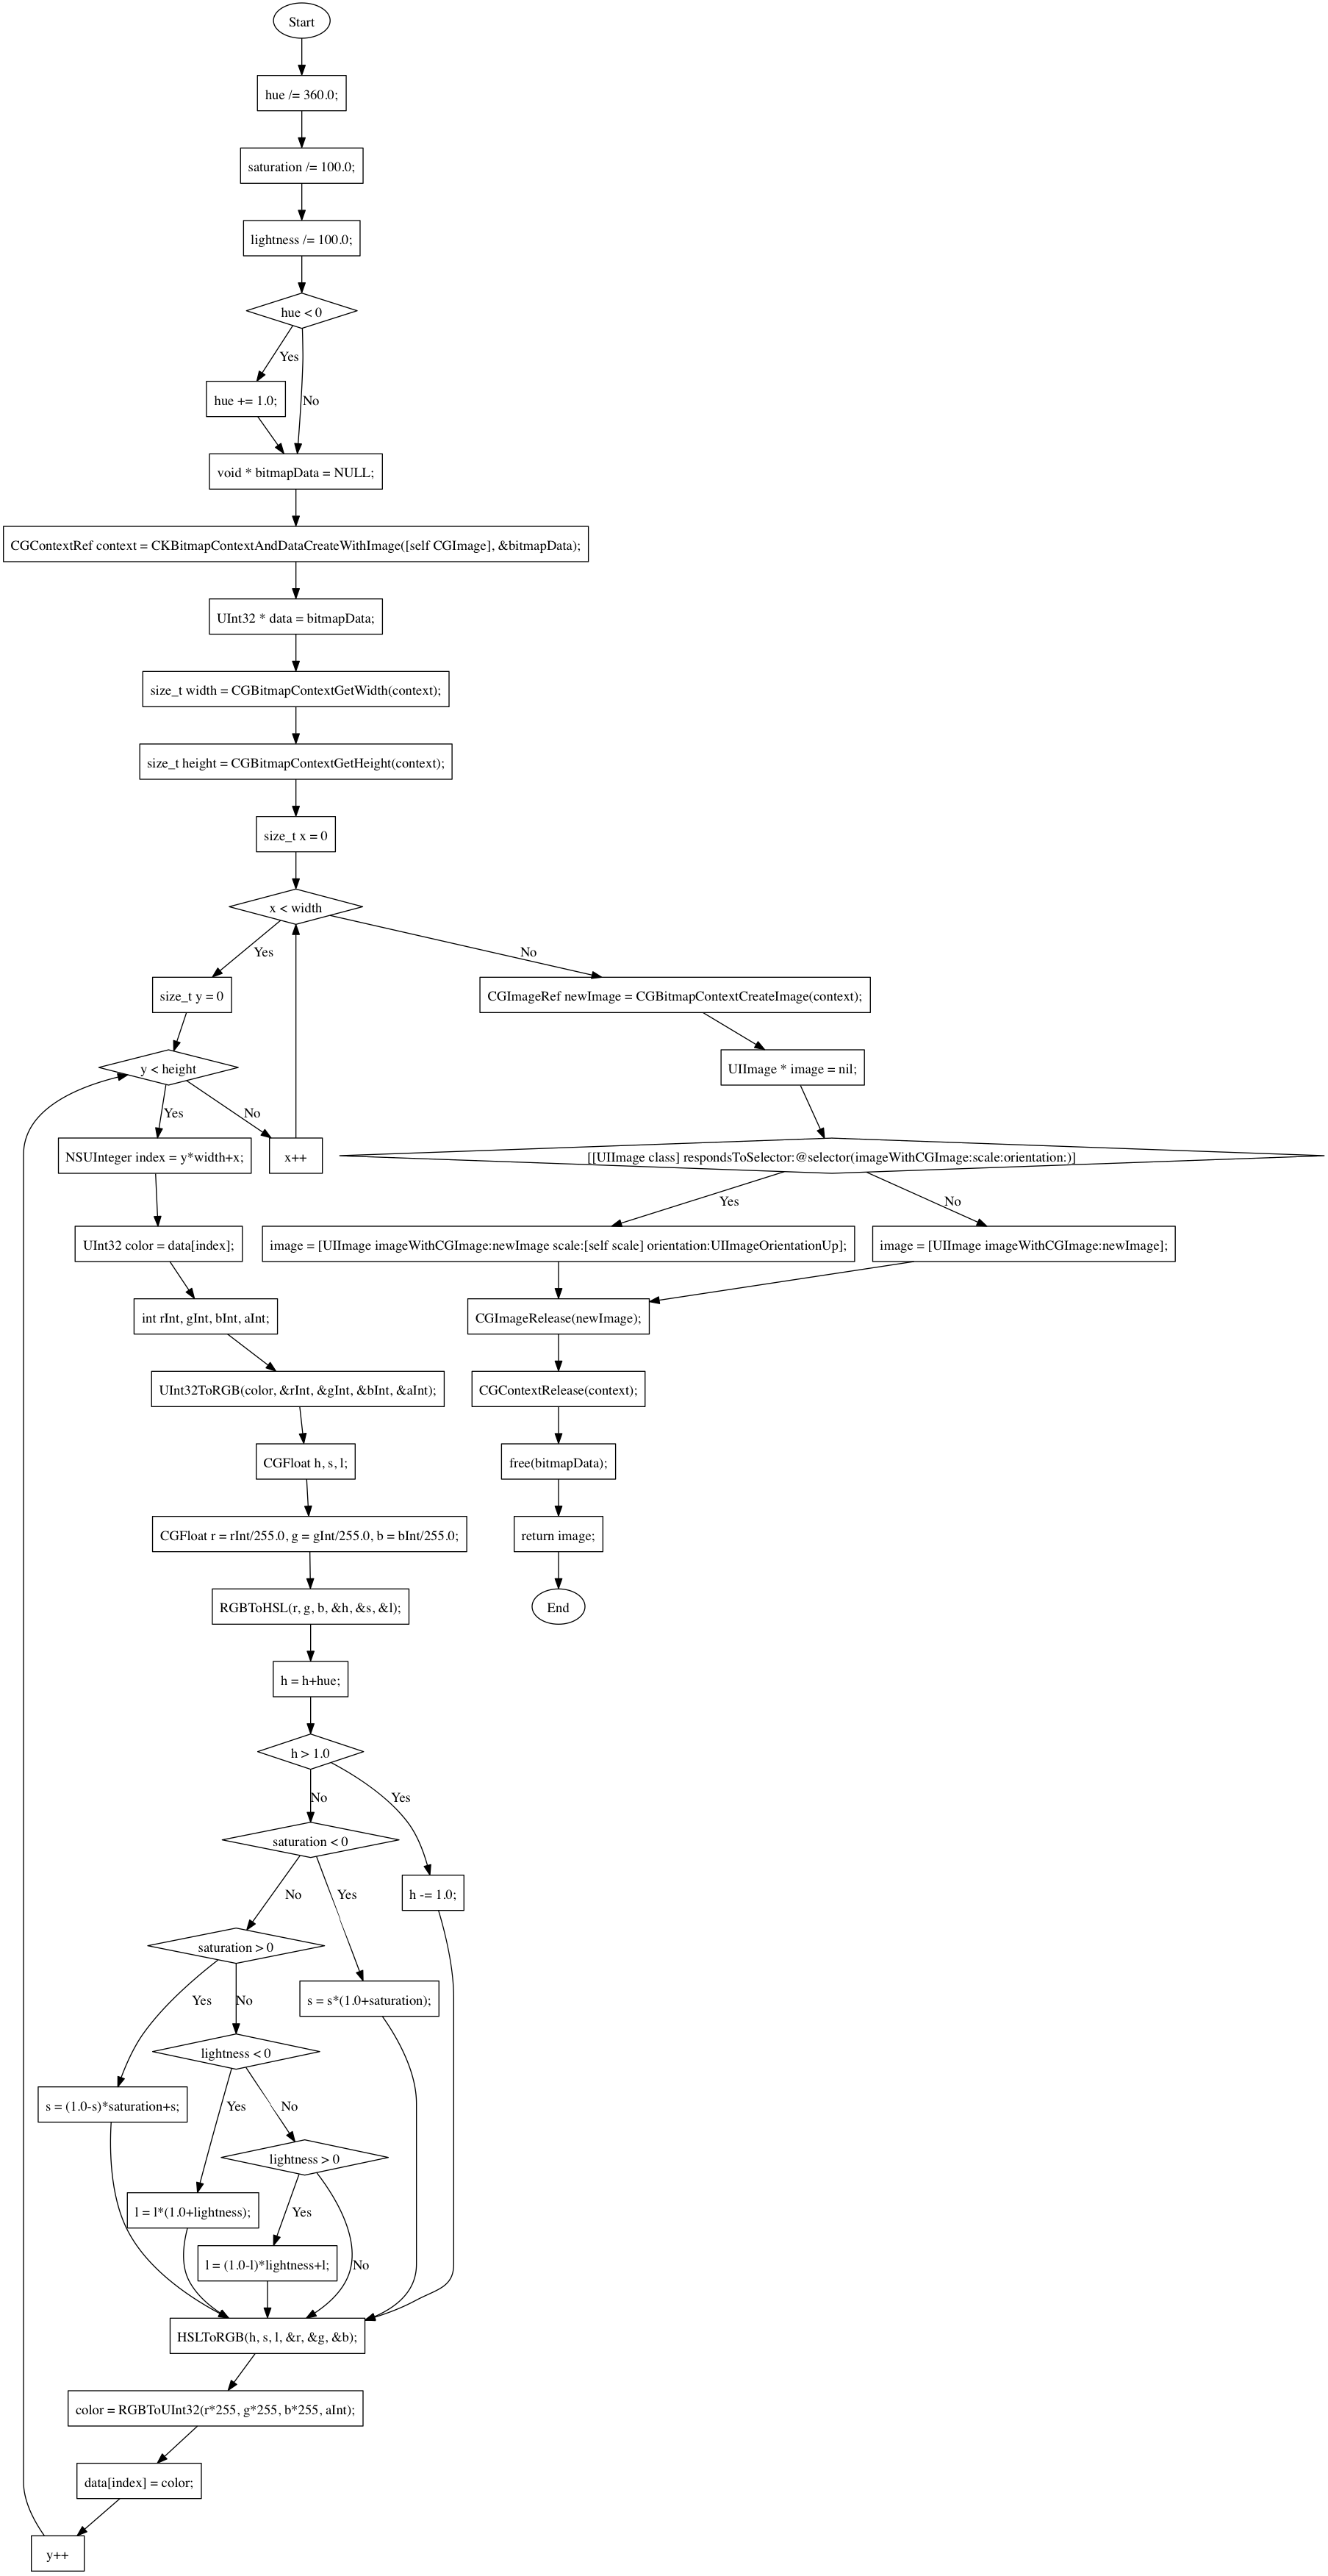 Start
hue /= 360.0;
saturation /= 100.0;
lightness /= 100.0;
hue < 0
Yes
hue += 1.0;
No
void * bitmapData = NULL;
CGContextRef context = CKBitmapContextAndDataCreateWithImage([self CGImage], &bitmapData);
UInt32 * data = bitmapData;
size_t width = CGBitmapContextGetWidth(context);
size_t height = CGBitmapContextGetHeight(context);
size_t x = 0
x < width
Yes
No
size_t y = 0
CGImageRef newImage = CGBitmapContextCreateImage(context);
y < height
UIImage * image = nil;
Yes
No
NSUInteger index = y*width+x;
x++
[[UIImage class] respondsToSelector:@selector(imageWithCGImage:scale:orientation:)]
Yes
No
UInt32 color = data[index];
image = [UIImage imageWithCGImage:newImage scale:[self scale] orientation:UIImageOrientationUp];
image = [UIImage imageWithCGImage:newImage];
int rInt, gInt, bInt, aInt;
CGImageRelease(newImage);
UInt32ToRGB(color, &rInt, &gInt, &bInt, &aInt);
CGContextRelease(context);
CGFloat h, s, l;
free(bitmapData);
CGFloat r = rInt/255.0, g = gInt/255.0, b = bInt/255.0;
return image;
RGBToHSL(r, g, b, &h, &s, &l);
End
h = h+hue;
h > 1.0
No
Yes
saturation < 0
h -= 1.0;
No
Yes
saturation > 0
s = s*(1.0+saturation);
Yes
No
lightness < 0
s = (1.0-s)*saturation+s;
Yes
No
lightness > 0
l = l*(1.0+lightness);
Yes
l = (1.0-l)*lightness+l;
No
HSLToRGB(h, s, l, &r, &g, &b);
color = RGBToUInt32(r*255, g*255, b*255, aInt);
data[index] = color;
y++